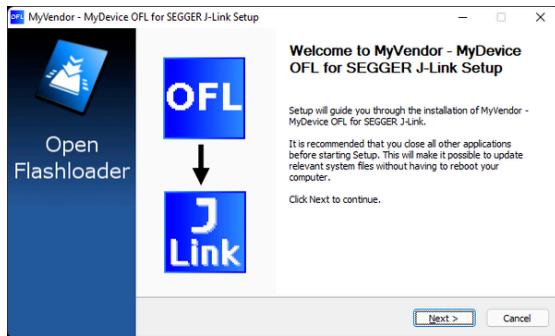 OFL MyVendor - MyDevice OFL for SEGGER J-Link Setup
Open
Flashloader
OFL
J
Link
Welcome to MyVendor - MyDevice
OFL for SEGGER J-Link Setup
Setup will guide you through the installation of MyVendor -
MyDevice OFL for SEGGER J-Link.
It is recommended that you close all other applications
before starting Setup. This will make it possible to update
relevant system files without having to reboot your
computer.
Click Next to continue.
Next >
Cancel